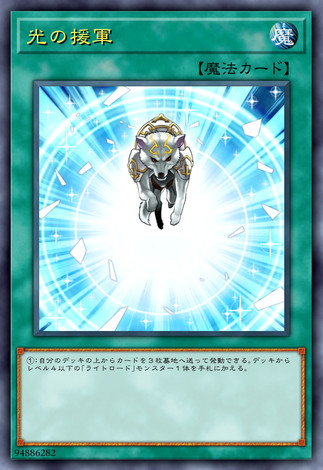 光の援軍
魔
【魔法カード】
①:自分のデッキの上からカードを3枚墓地へ送って発動できる。デッキから
レベル4以下の「ライトロード」モンスター1体を手札に加える。
94886282